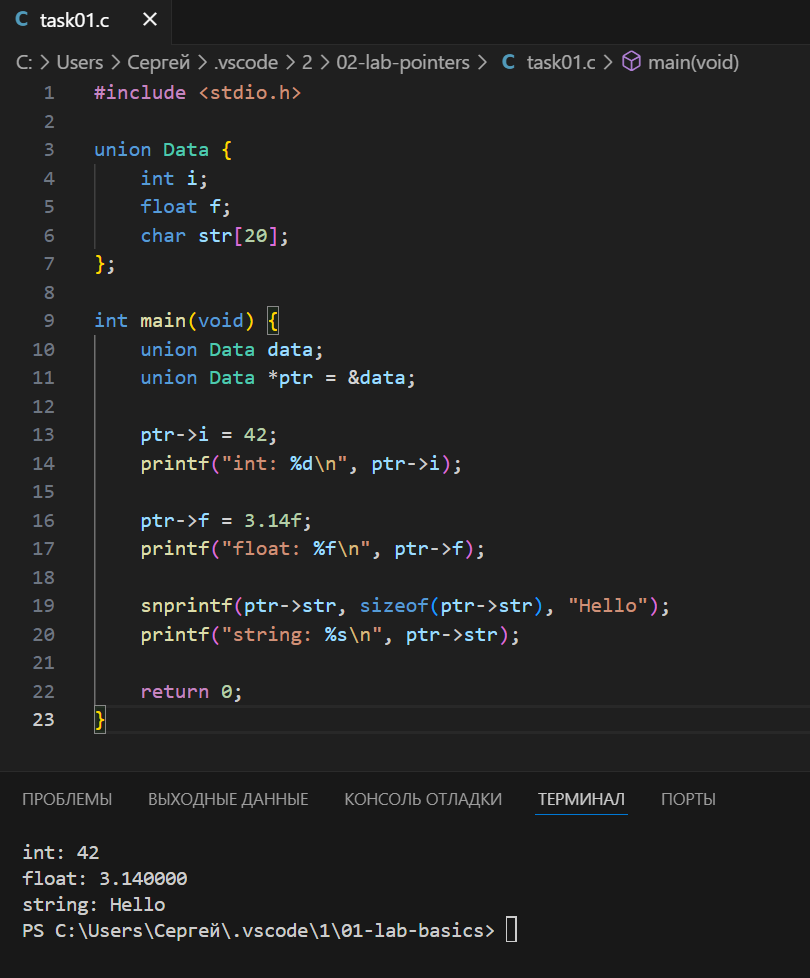 C task01.c ×
C: > Users > Сергей > .vscode > 2 > 02-lab-pointers > C task01.c > main(void)
1 #include <stdio.h>
2
3 union Data {
4     int i;
5     float f;
6     char str[20];
7 };
8
9 int main(void) {
10     union Data data;
11     union Data *ptr = &data;
12
13     ptr->i = 42;
14     printf("int: %d\n", ptr->i);
15
16     ptr->f = 3.14f;
17     printf("float: %f\n", ptr->f);
18
19     snprintf(ptr->str, sizeof(ptr->str), "Hello");
20     printf("string: %s\n", ptr->str);
21
22     return 0;
23 }
ПРОБЛЕМЫ ВЫХОДНЫЕ ДАННЫЕ КОНСОЛЬ ОТЛАДКИ ТЕРМИНАЛ ПОРТЫ
int: 42
float: 3.140000
string: Hello
PS C:\Users\Сергей\.vscode\1\01-lab-basics>